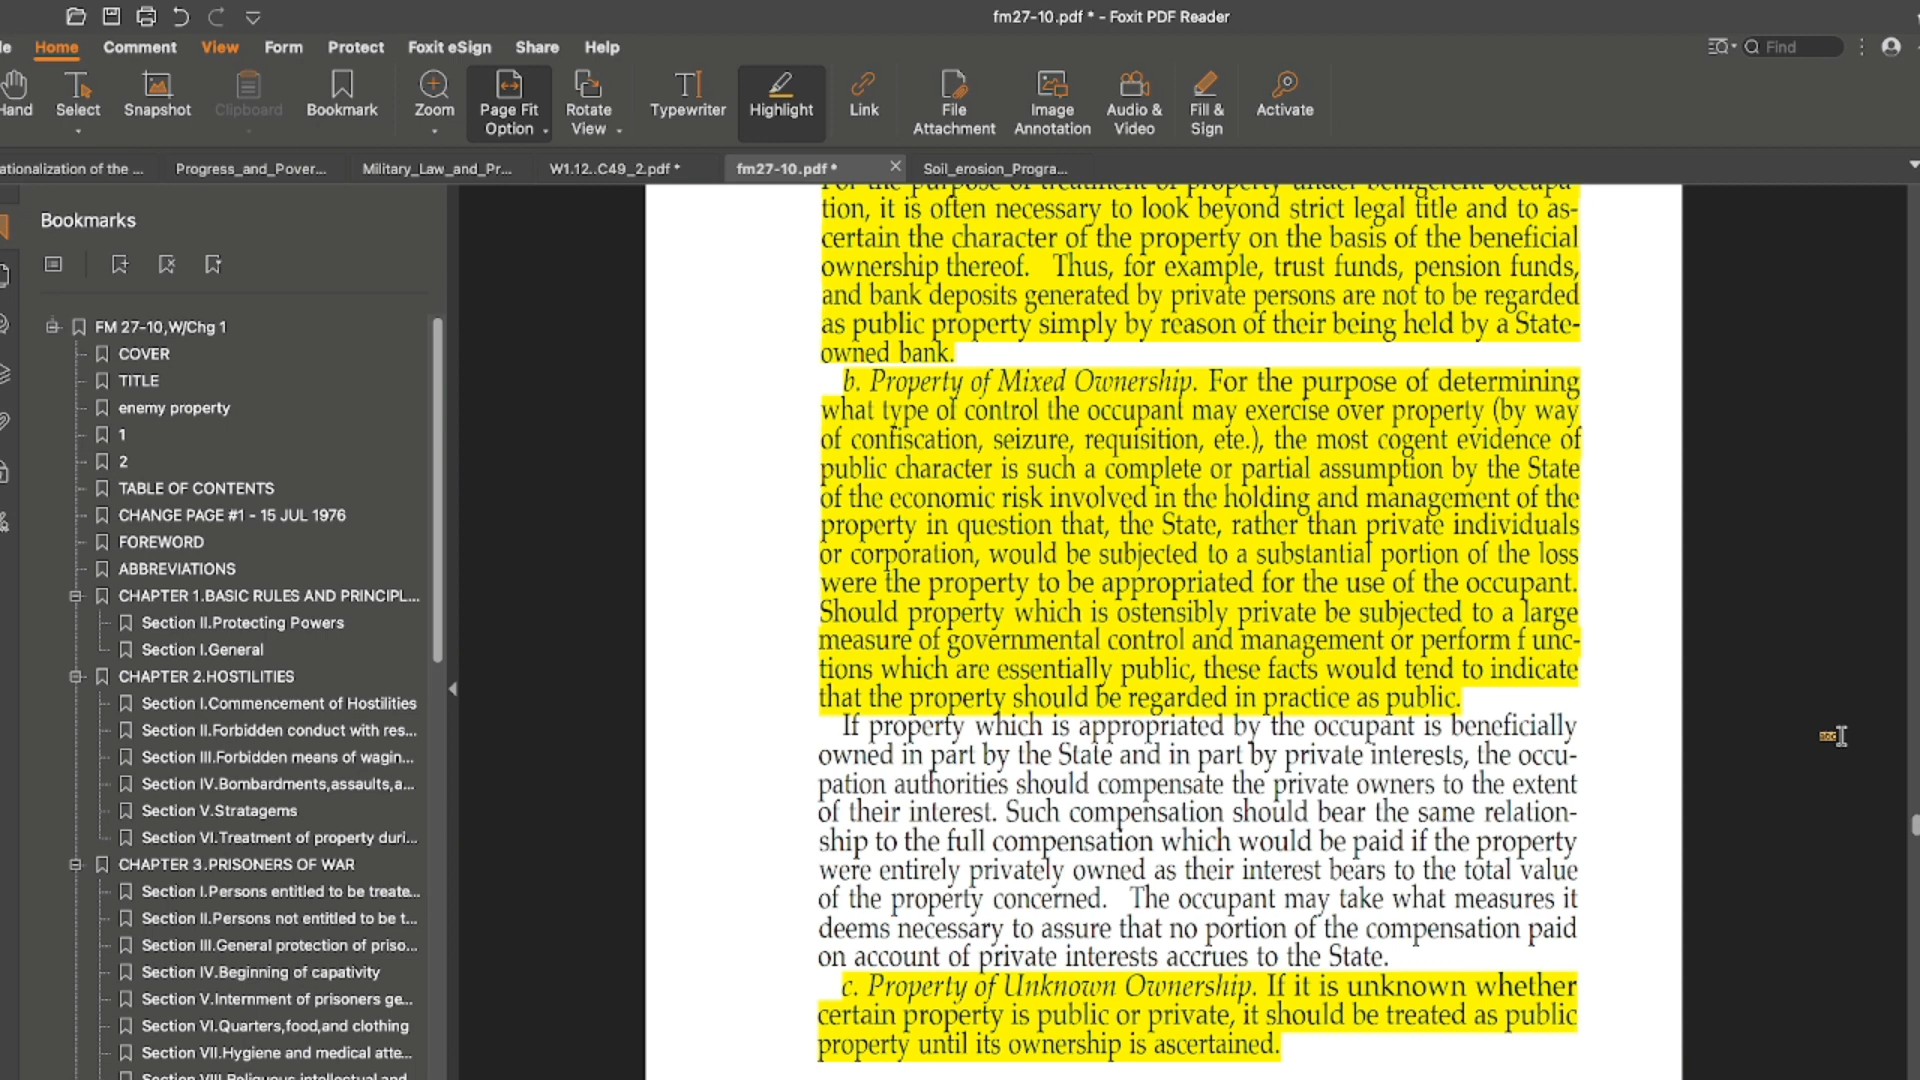 fm27-10.pdf * - Foxit PDF Reader
Home Comment View Form Protect Foxit eSign Share Help
Find
Hand Select Snapshot Clipboard Bookmark Zoom Page Fit Option Rotate View Typewriter Highlight Link File Attachment Image Annotation Audio & Video Fill & Sign Activate
ationalization of the ... Progress_and_Pover... Military_Law_and_Pr... W1.12..C49_2.pdf * fm27-10.pdf * Soil_erosion_Progra...
Bookmarks
FM 27-10,W/Chg 1
COVER
TITLE
enemy property
1
2
TABLE OF CONTENTS
CHANGE PAGE #1 - 15 JUL 1976
FOREWORD
ABBREVIATIONS
CHAPTER 1.BASIC RULES AND PRINCIPL...
Section II.Protecting Powers
Section I.General
CHAPTER 2.HOSTILITIES
Section I.Commencement of Hostilities
Section II.Forbidden conduct with res...
Section III.Forbidden means of wagin...
Section IV.Bombardments,assaults,a...
Section V.Stratagems
Section VI.Treatment of property duri...
CHAPTER 3.PRISONERS OF WAR
Section I.Persons entitled to be treate...
Section II.Persons not entitled to be t...
Section III.General protection of priso...
Section IV.Beginning of capativity
Section V.Internment of prisoners ge...
Section VI.Quarters,food,and clothing
Section VII.Hygiene and medical atte...
Section VIII.Religuous intellectual and
For the purpose of treatment of property under belligerent occupa-
tion, it is often necessary to look beyond strict legal title and to as-
certain the character of the property on the basis of the beneficial
ownership thereof. Thus, for example, trust funds, pension funds,
and bank deposits generated by private persons are not to be regarded
as public property simply by reason of their being held by a State-
owned bank.
b. Property of Mixed Ownership. For the purpose of determining
what type of control the occupant may exercise over property (by way
of confiscation, seizure, requisition, ete.), the most cogent evidence of
public character is such a complete or partial assumption by the State
of the economic risk involved in the holding and management of the
property in question that, the State, rather than private individuals
or corporation, would be subjected to a substantial portion of the loss
were the property to be appropriated for the use of the occupant.
Should property which is ostensibly private be subjected to a large
measure of governmental control and management or perform f unc-
tions which are essentially public, these facts would tend to indicate
that the property should be regarded in practice as public.
If property which is appropriated by the occupant is beneficially
owned in part by the State and in part by private interests, the occu-
pation authorities should compensate the private owners to the extent
of their interest. Such compensation should bear the same relation-
ship to the full compensation which would be paid if the property
were entirely privately owned as their interest bears to the total value
of the property concerned. The occupant may take what measures it
deems necessary to assure that no portion of the compensation paid
on account of private interests accrues to the State.
c. Property of Unknown Ownership. If it is unknown whether
certain property is public or private, it should be treated as public
property until its ownership is ascertained.